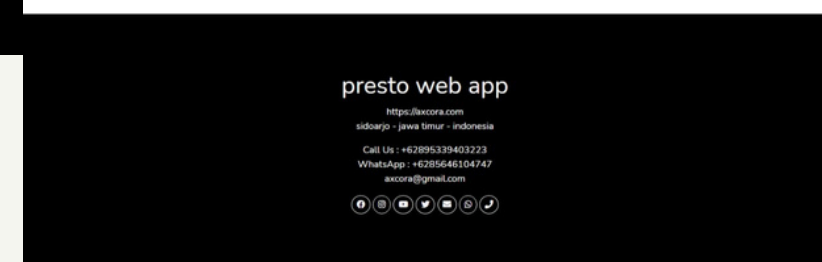 presto web app
https://axcora.com
sidoarjo - jawa timur - indonesia
Call Us : +62895339403223
WhatsApp : +6285646104747
axcora@gmail.com